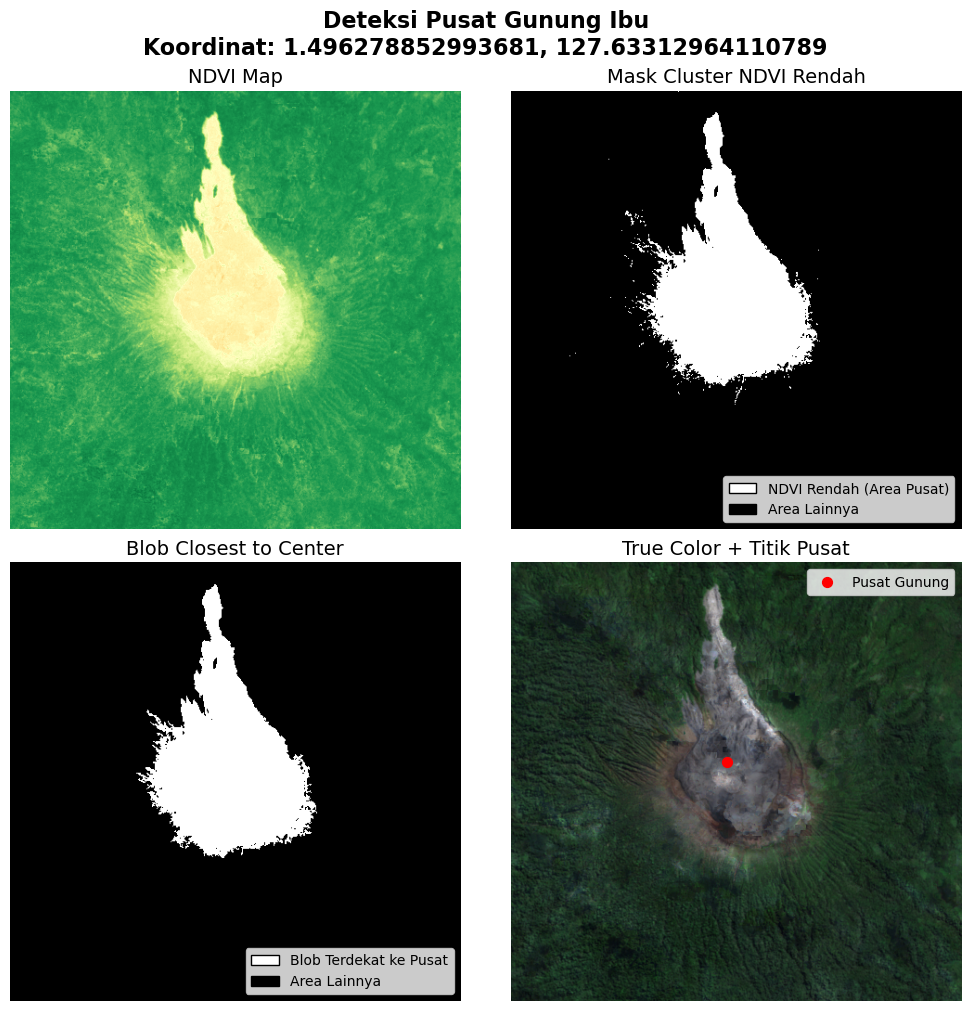 Deteksi Pusat Gunung Ibu
Koordinat: 1.496278852993681, 127.63312964110789
NDVI Map
Mask Cluster NDVI Rendah
NDVI Rendah (Area Pusat)
Area Lainnya
Blob Closest to Center
True Color + Titik Pusat
Blob Terdekat ke Pusat
Area Lainnya
Pusat Gunung